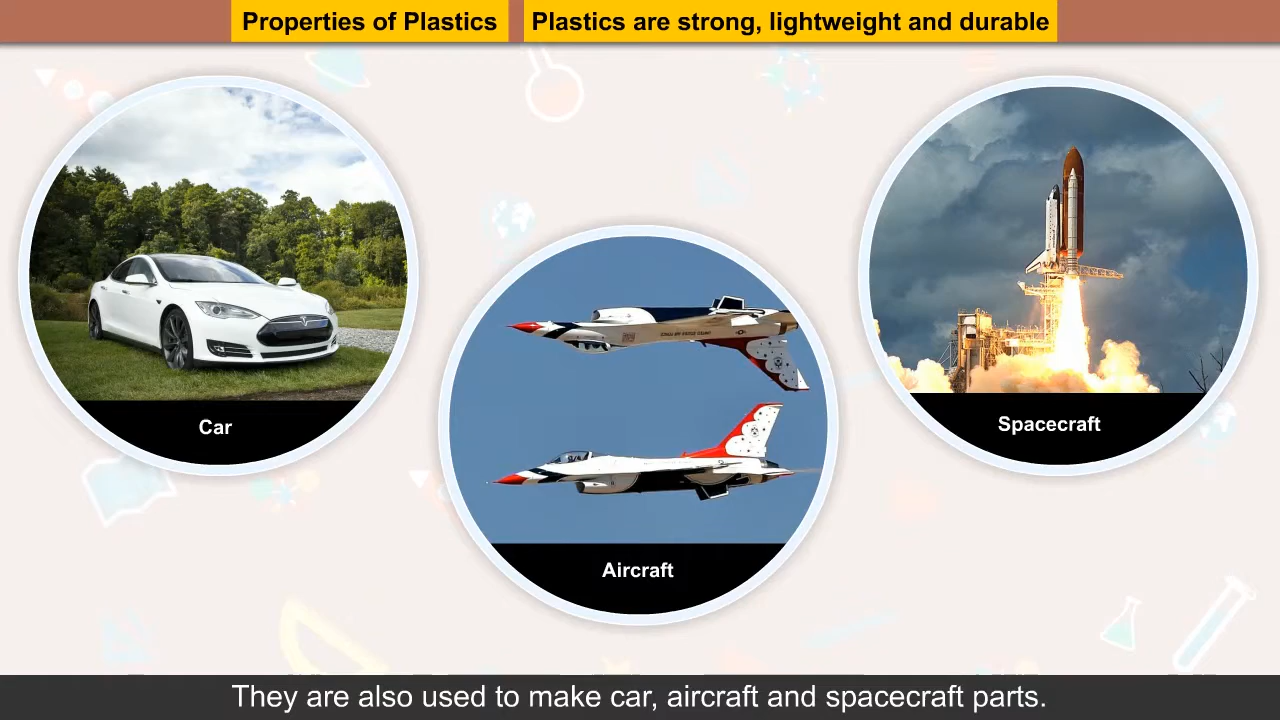 Properties of Plastics
Plastics are strong, lightweight and durable
Car
Aircraft
Spacecraft
They are also used to make car, aircraft and spacecraft parts.